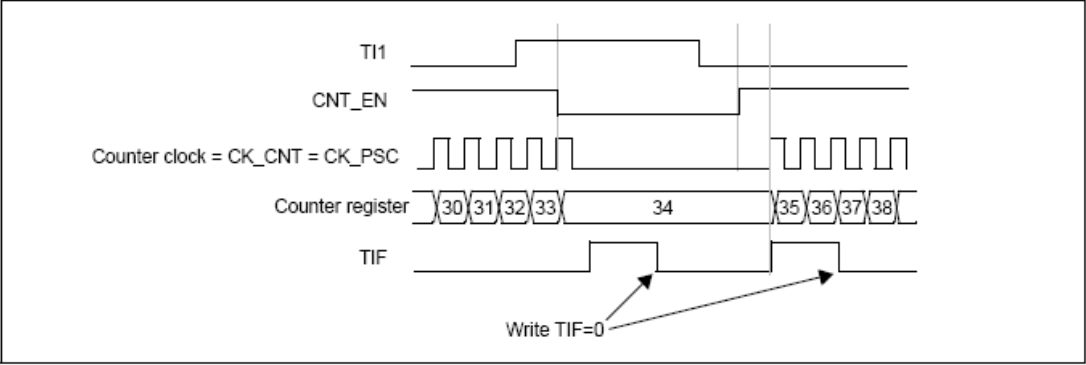 TI1
CNT_EN
Counter clock = CK_CNT = CK_PSC
Counter register 30 31 32 33 34 35 36 37 38
TIF
Write TIF=0